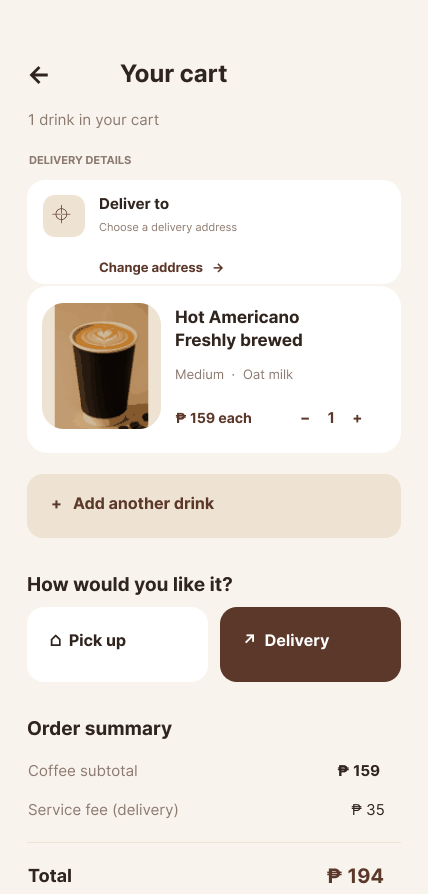 ← Your cart
1 drink in your cart
DELIVERY DETAILS
Deliver to
Choose a delivery address
Change address →
Hot Americano
Freshly brewed
Medium · Oat milk
₱ 159 each − 1 +
+ Add another drink
How would you like it?
⌂ Pick up
↗ Delivery
Order summary
Coffee subtotal ₱ 159
Service fee (delivery) ₱ 35
Total ₱ 194